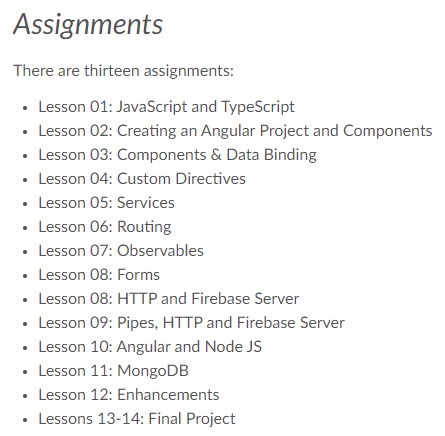 Assignments
There are thirteen assignments:
• Lesson 01: JavaScript and TypeScript
• Lesson 02: Creating an Angular Project and Components
• Lesson 03: Components & Data Binding
• Lesson 04: Custom Directives
• Lesson 05: Services
• Lesson 06: Routing
• Lesson 07: Observables
• Lesson 08: Forms
• Lesson 08: HTTP and Firebase Server
• Lesson 09: Pipes, HTTP and Firebase Server
• Lesson 10: Angular and Node JS
• Lesson 11: MongoDB
• Lesson 12: Enhancements
• Lessons 13-14: Final Project